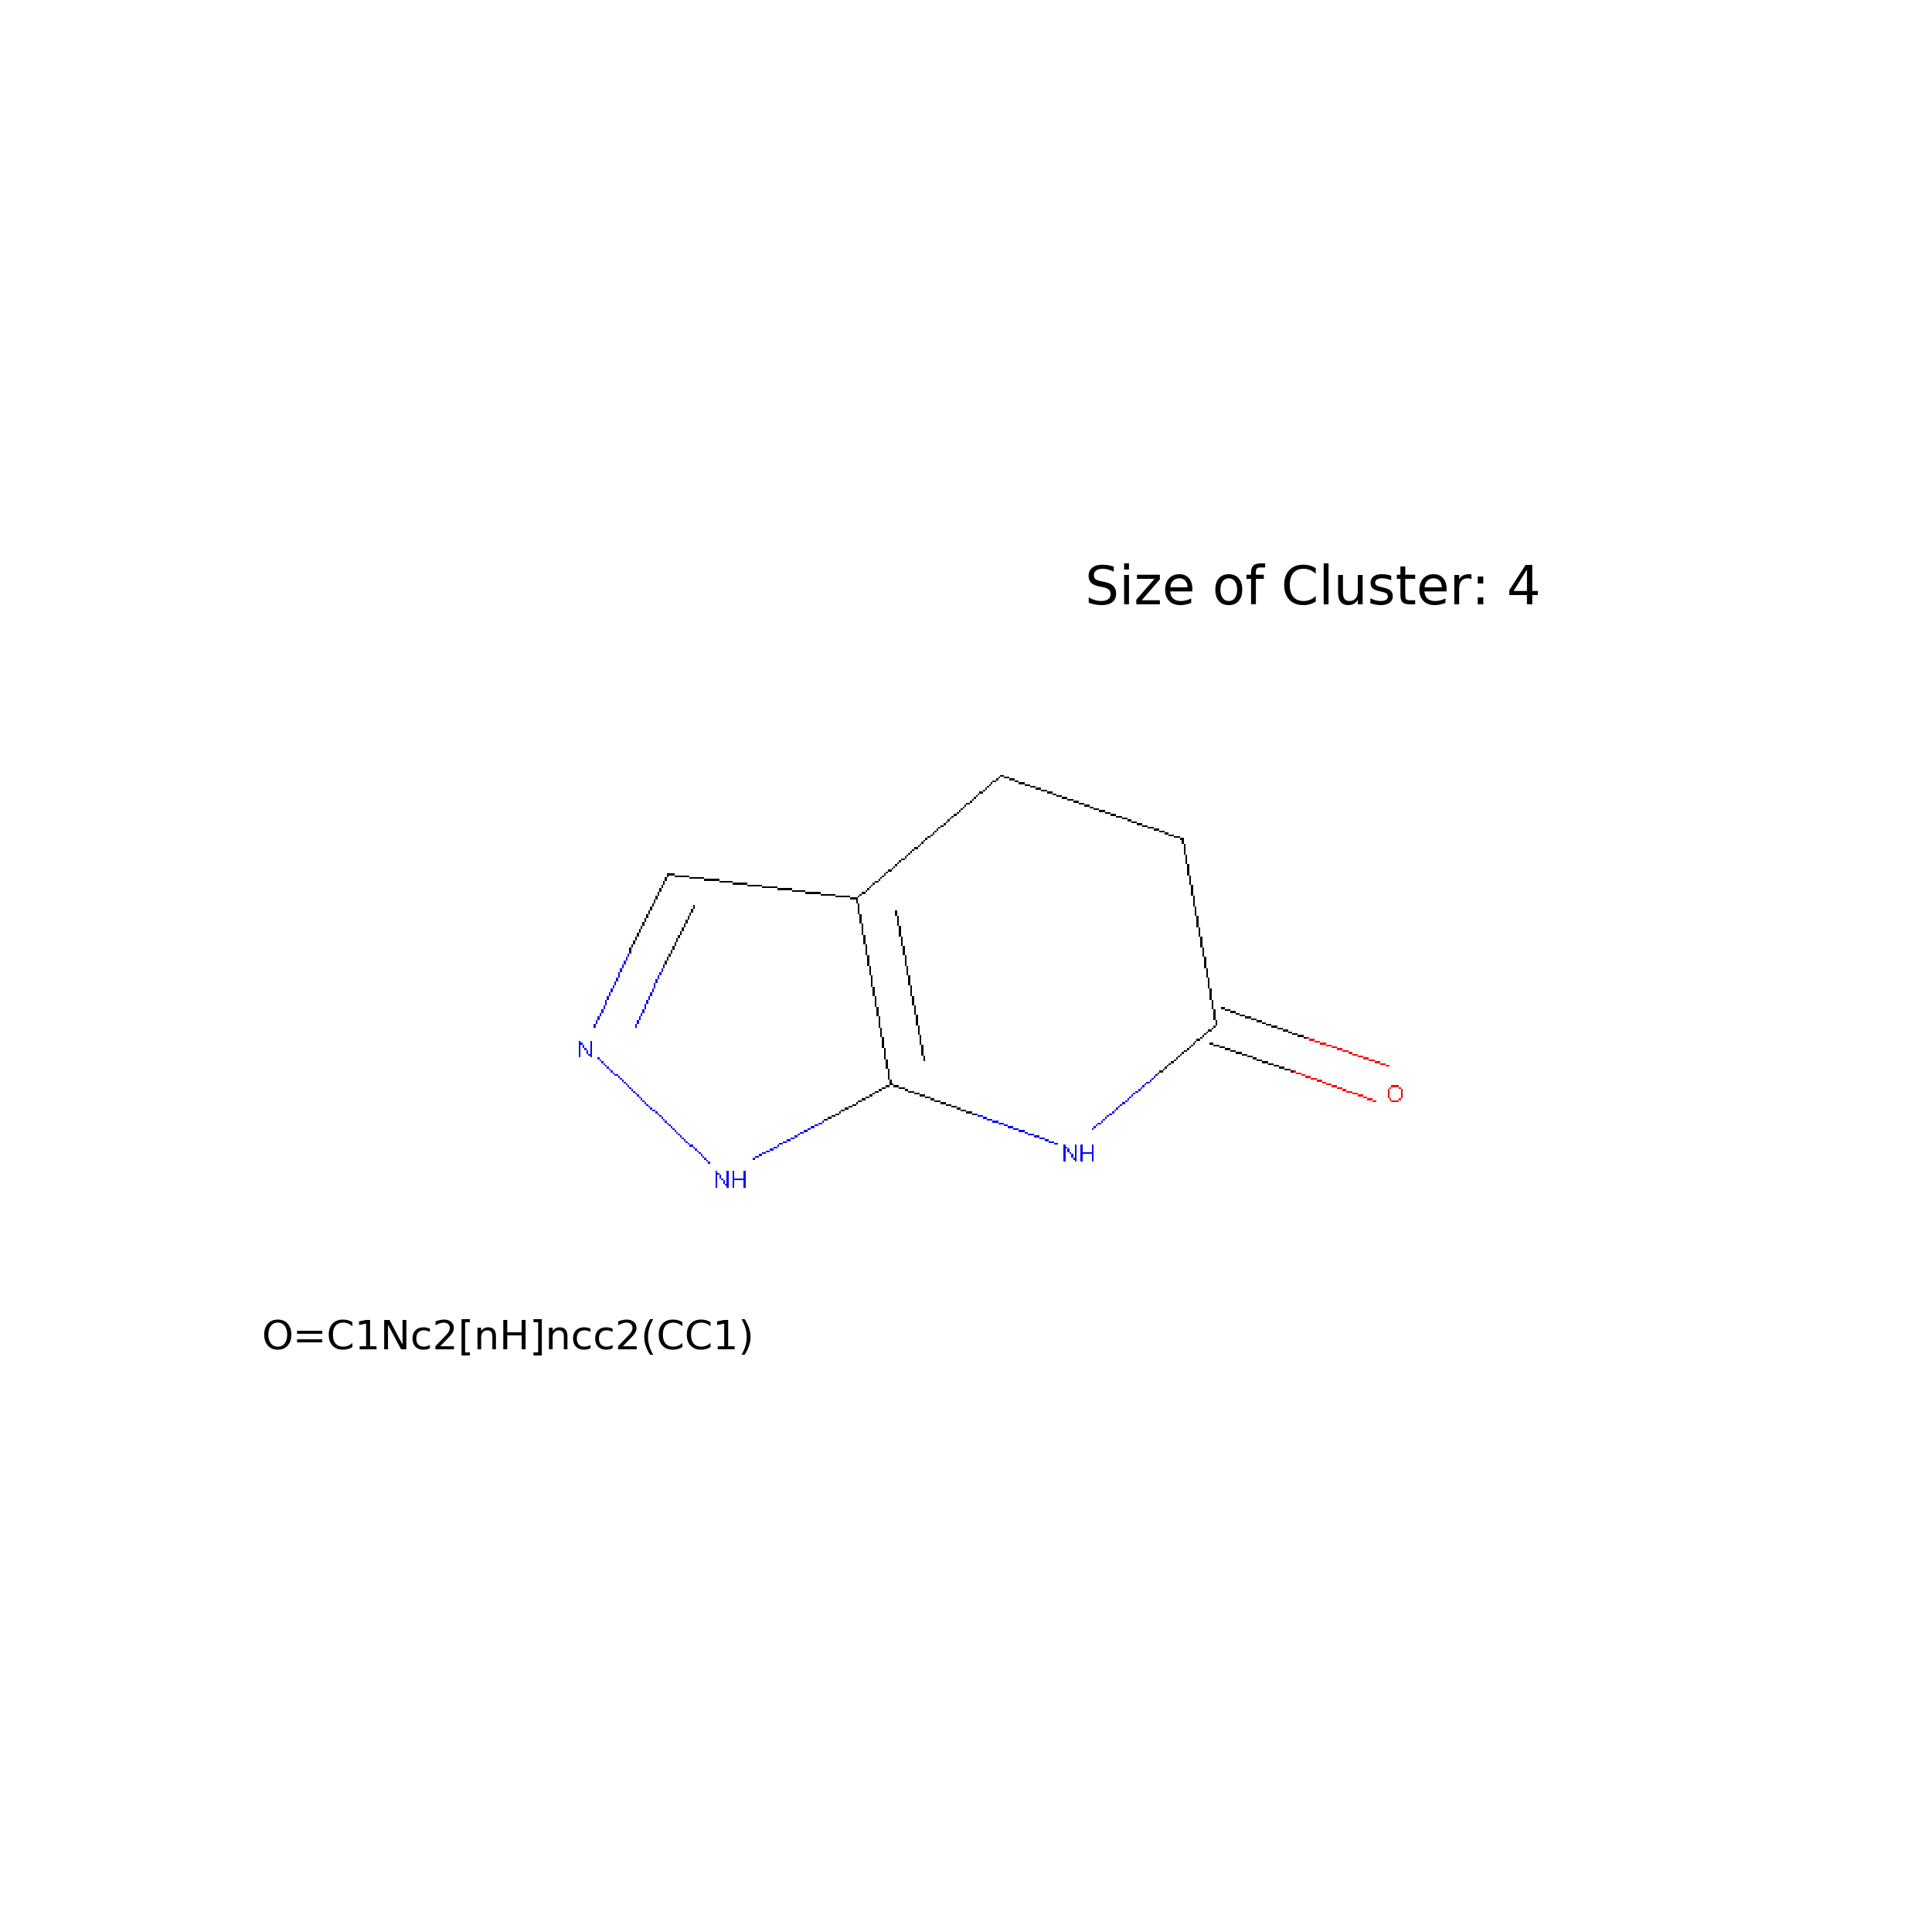 Size of Cluster: 4
O
N
NH
NH
O=C1Nc2[nH]ncc2(CC1)